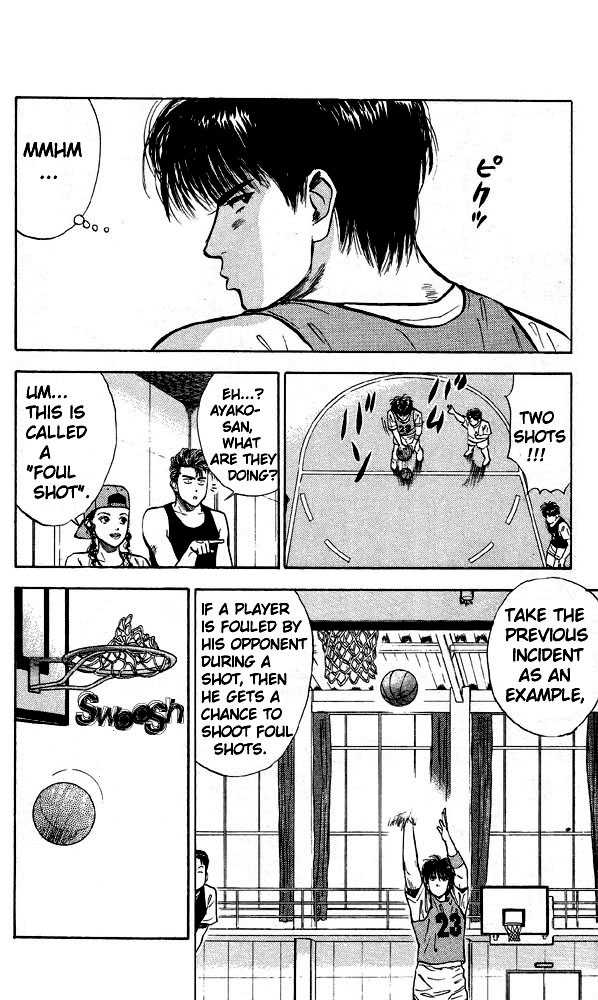 MMHM
...
ピクッ
TWO
SHOTS
!!!
23
EH...?
AYAKO-
SAN,
WHAT
ARE THEY
DOING?
UM...
THIS IS
CALLED
A
"FOUL
SHOT".
TAKE THE
PREVIOUS
INCIDENT
AS AN
EXAMPLE,
IF A PLAYER
IS FOULED BY
HIS OPPONENT
DURING A
SHOT, THEN
HE GETS A
CHANCE TO
SHOOT FOUL
SHOTS.
23
Swoosh